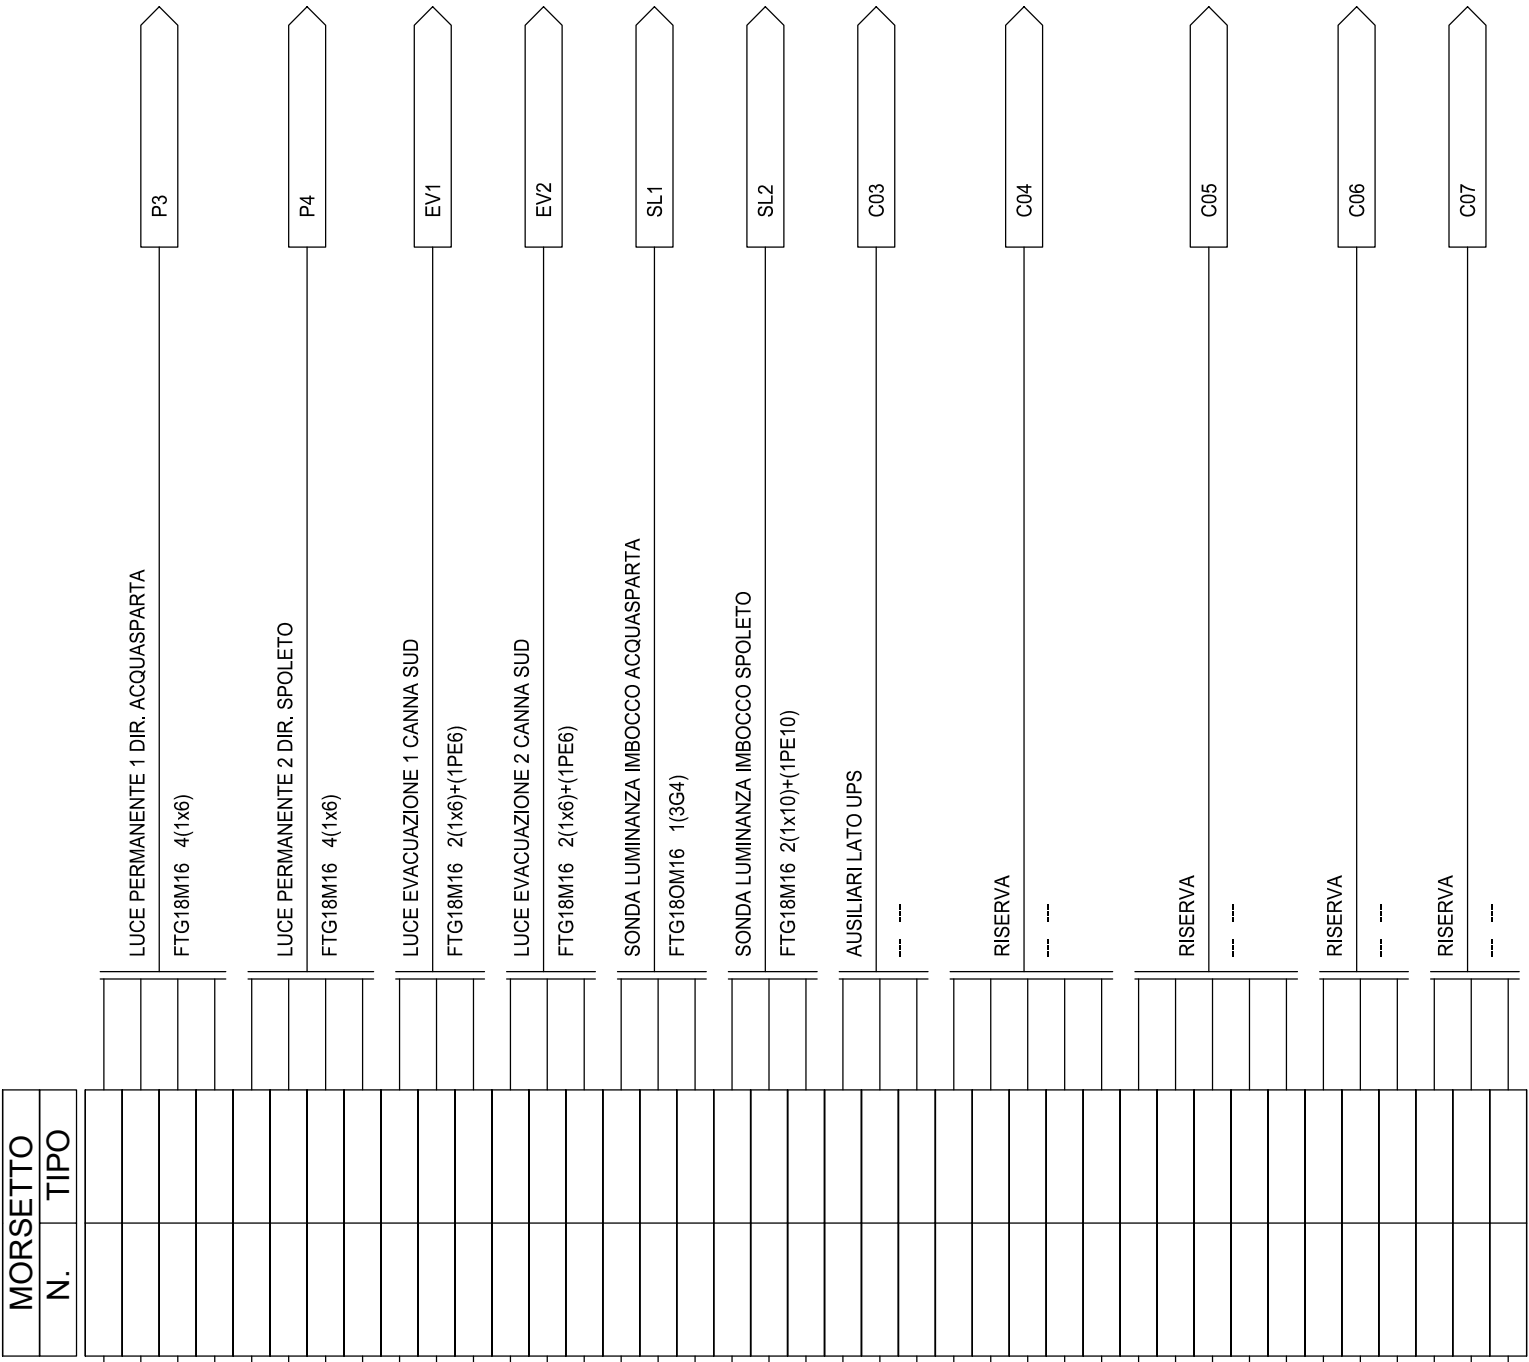 MORSETTO
N. TIPO
LUCE PERMANENTE 1 DIR. ACQUASPARTA
FTG18M16 4(1x6)
P3
LUCE PERMANENTE 2 DIR. SPOLETO
FTG18M16 4(1x6)
P4
LUCE EVACUAZIONE 1 CANNA SUD
FTG18M16 2(1x6)+(1PE6)
EV1
LUCE EVACUAZIONE 2 CANNA SUD
FTG18M16 2(1x6)+(1PE6)
EV2
SONDA LUMINANZA IMBOCCO ACQUASPARTA
FTG18OM16 1(3G4)
SL1
SONDA LUMINANZA IMBOCCO SPOLETO
FTG18M16 2(1x10)+(1PE10)
SL2
AUSILIARI LATO UPS
--- ---
C03
RISERVA
--- ---
C04
RISERVA
--- ---
C05
RISERVA
--- ---
C06
RISERVA
--- ---
C07